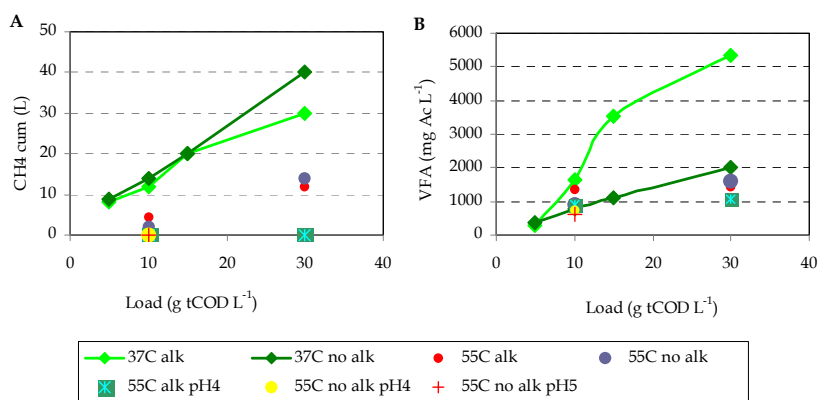 A
B
50
40
30
20
10
0
0 10 20 30 40
CH4 cum (L)
Load (g tCOD L-1)
6000
5000
4000
3000
2000
1000
0
0 10 20 30 40
VFA (mg Ac L-1)
Load (g tCOD L-1)
37C alk 37C no alk 55C alk 55C no alk
55C alk pH4 55C no alk pH4 55C no alk pH5